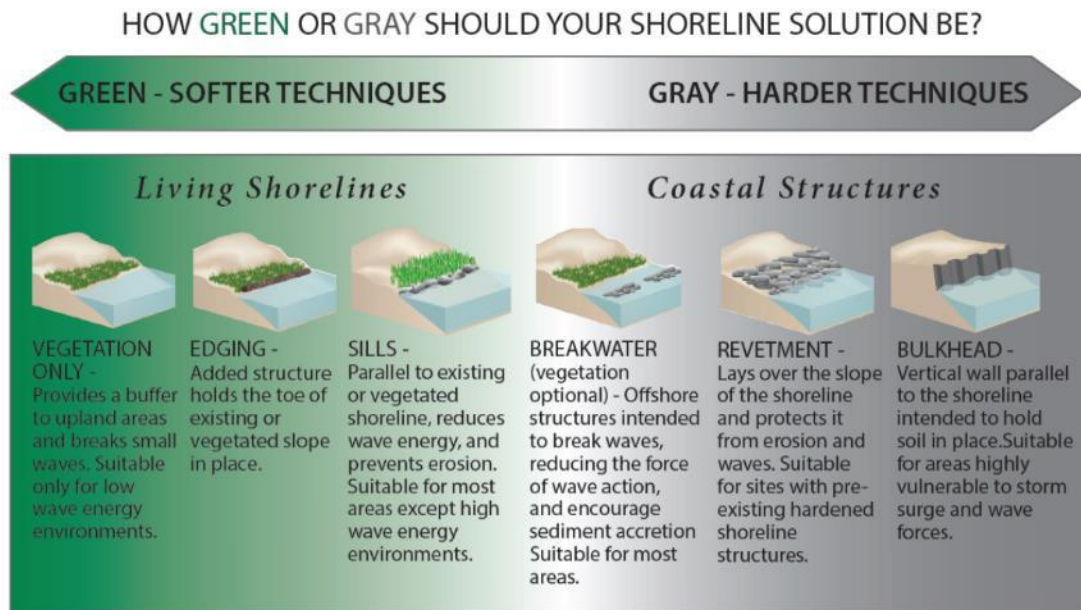 HOW GREEN OR GRAY SHOULD YOUR SHORELINE SOLUTION BE?
GREEN - SOFTER TECHNIQUES
GRAY - HARDER TECHNIQUES
Living Shorelines
Coastal Structures
VEGETATION
ONLY -
Provides a buffer
to upland areas
and breaks small
waves. Suitable
only for low
wave energy
environments.
EDGING -
Added structure
holds the toe of
existing or
vegetated slope
in place.
SILLS -
Parallel to existing
or vegetated
shoreline, reduces
wave energy, and
prevents erosion.
Suitable for most
areas except high
wave energy
environments.
BREAKWATER
(vegetation
optional) - Offshore
structures intended
to break waves,
reducing the force
of wave action,
and encourage
sediment accretion
Suitable for most
areas.
REVETMENT -
Lays over the slope
of the shoreline
and protects it
from erosion and
waves. Suitable
for sites with pre-
existing hardened
shoreline
structures.
BULKHEAD -
Vertical wall parallel
to the shoreline
intended to hold
soil in place.Suitable
for areas highly
vulnerable to storm
surge and wave
forces.